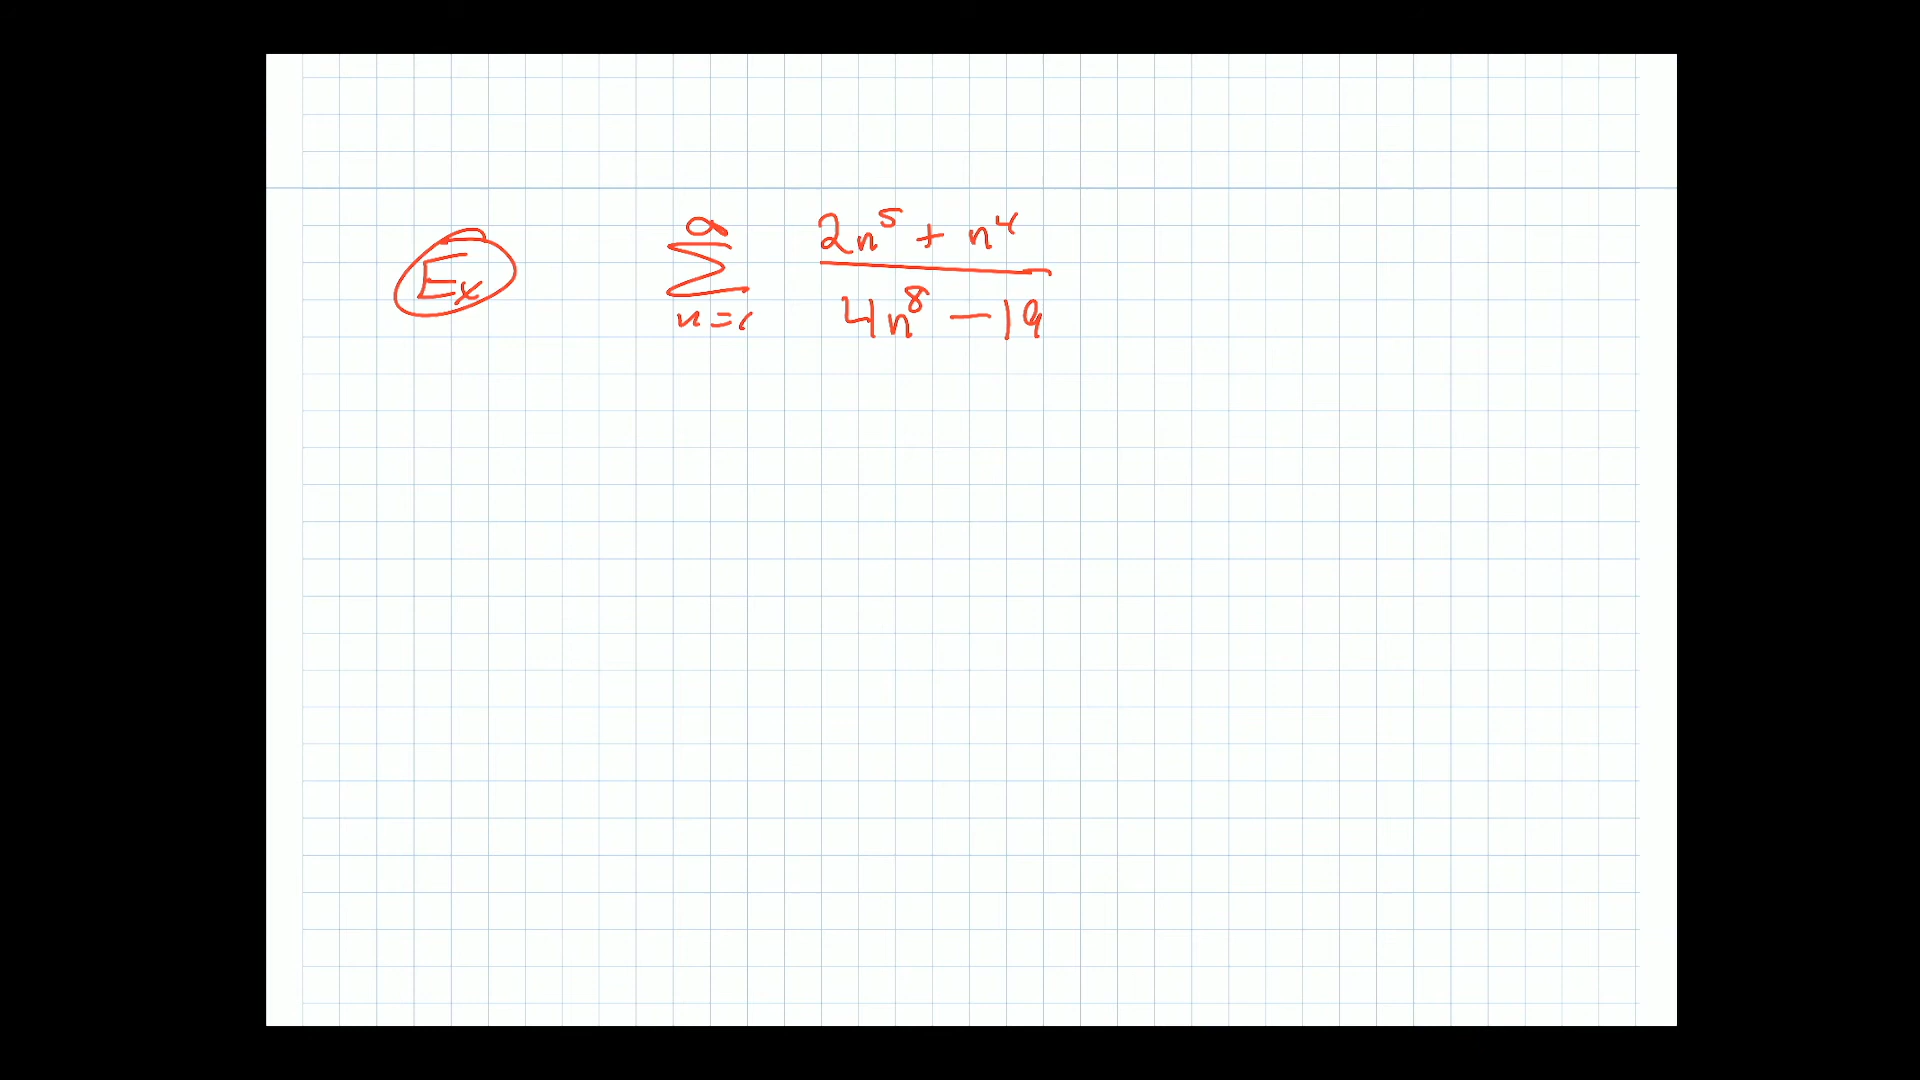 Ex ∑_{n=1}^{∞} (2n^5 + n^4)/(4n^8 - 19)